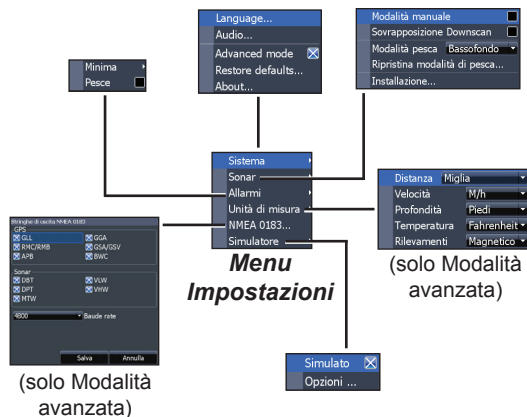 Language...
Audio...
Advanced mode
Restore defaults...
About...
Modalità manuale
Sovrapposizione Downscan
Modalità pesca Bassofondo
Ripristina modalità di pesca...
Installazione...
Minima
Pesce
Sistema
Sonar
Allarmi
Unità di misura
NMEA 0183...
Simulatore
Menu
Impostazioni
Distanza Miglia
Velocità M/h
Profondità Piedi
Temperatura Fahrenheit
Rilevamenti Magnetico
(solo Modalità
avanzata)
Stringhe di uscita NMEA 0183
GPS
GLL GGA
RMC/RMB GSA/GSV
APB BWC
Sonar
DBT VLW
DPT VHW
MTW
4800 Baude rate
Salva Annulla
(solo Modalità
avanzata)
Simulato
Opzioni ...